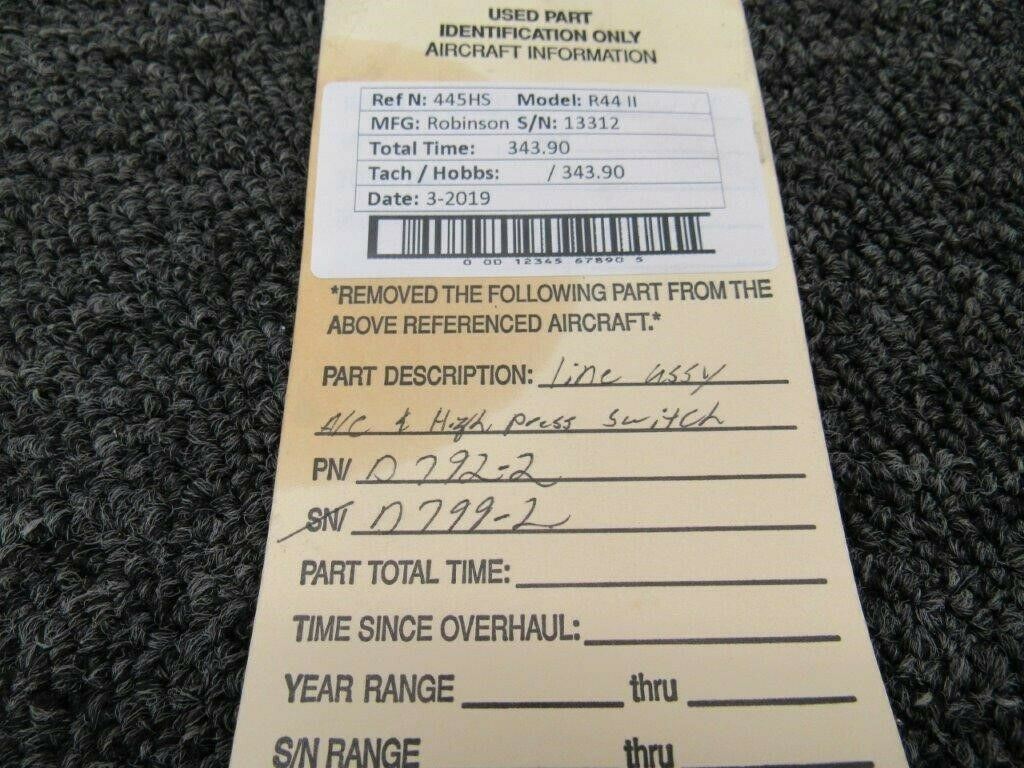 USED PART
IDENTIFICATION ONLY
AIRCRAFT INFORMATION
Ref N: 445HS Model: R44 II
MFG: Robinson S/N: 13312
Total Time: 343.90
Tach / Hobbs: / 343.90
Date: 3-2019
0 00 12345 67890 5
*REMOVED THE FOLLOWING PART FROM THE
ABOVE REFERENCED AIRCRAFT.*
PART DESCRIPTION: Line assy
A/C & High press switch
PN/ D792-2
SN/ D799-2
PART TOTAL TIME:
TIME SINCE OVERHAUL:
YEAR RANGE thru
S/N RANGE thru